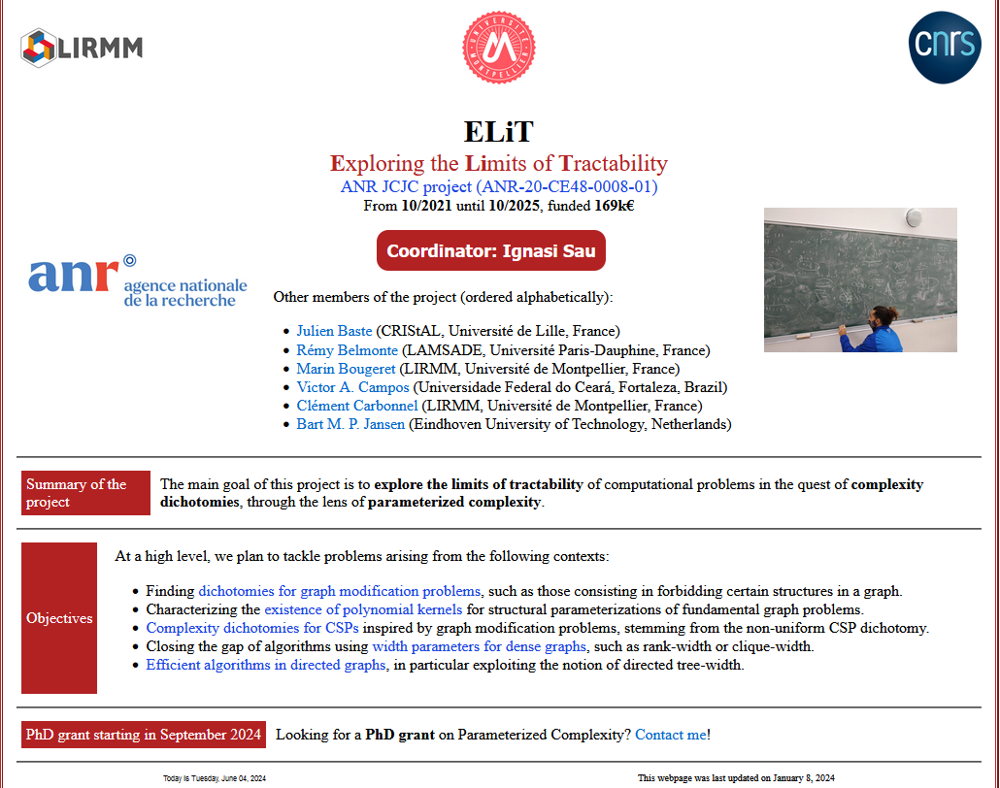 LIRMM
UNIVERSITÉ
MONTPELLIER
cnrs
ELiT
Exploring the Limits of Tractability
ANR JCJC project (ANR-20-CE48-0008-01)
From 10/2021 until 10/2025, funded 169k€
Coordinator: Ignasi Sau
anr
agence nationale
de la recherche
Other members of the project (ordered alphabetically):
• Julien Baste (CRIStAL, Université de Lille, France)
• Rémy Belmonte (LAMSADE, Université Paris-Dauphine, France)
• Marin Bougeret (LIRMM, Université de Montpellier, France)
• Victor A. Campos (Universidade Federal do Ceará, Fortaleza, Brazil)
• Clément Carbonnel (LIRMM, Université de Montpellier, France)
• Bart M. P. Jansen (Eindhoven University of Technology, Netherlands)
Summary of the
project
The main goal of this project is to explore the limits of tractability of computational problems in the quest of complexity
dichotomies, through the lens of parameterized complexity.
Objectives
At a high level, we plan to tackle problems arising from the following contexts:
• Finding dichotomies for graph modification problems, such as those consisting in forbidding certain structures in a graph.
• Characterizing the existence of polynomial kernels for structural parameterizations of fundamental graph problems.
• Complexity dichotomies for CSPs inspired by graph modification problems, stemming from the non-uniform CSP dichotomy.
• Closing the gap of algorithms using width parameters for dense graphs, such as rank-width or clique-width.
• Efficient algorithms in directed graphs, in particular exploiting the notion of directed tree-width.
PhD grant starting in September 2024
Looking for a PhD grant on Parameterized Complexity? Contact me!
Today is Tuesday, June 04, 2024
This webpage was last updated on January 8, 2024